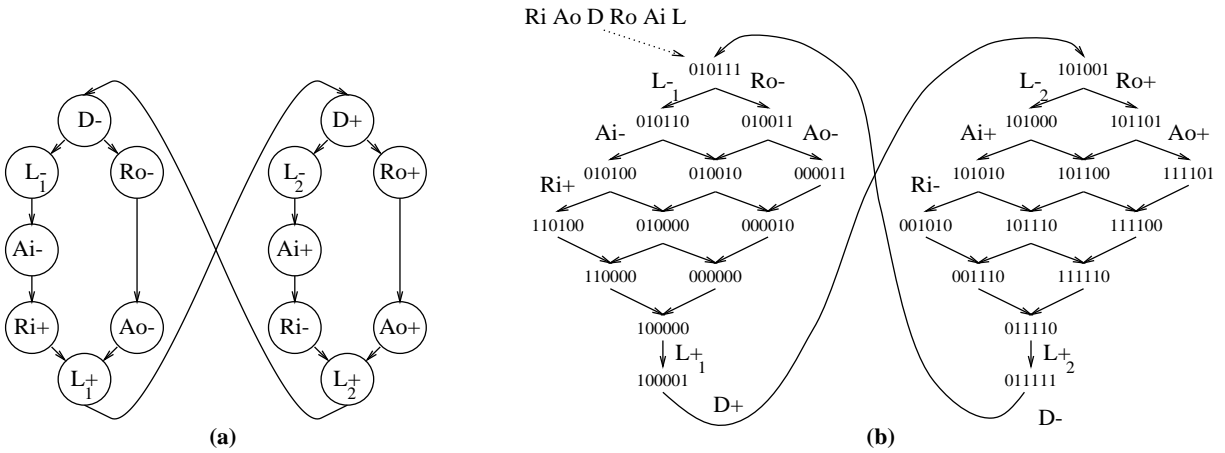 Ri Ao D Ro Ai L
D-
D+
L-1
Ro-
L-2
Ro+
Ai-
Ai+
Ri+
Ao-
Ri-
Ao+
L+1
L+2
(a)
010111
L-1
Ro-
010110
010011
Ai-
Ao-
010100
010010
000011
Ri+
110100
010000
000010
110000
000000
100000
L+1
100001
D+
101001
L-2
Ro+
101000
101101
Ai+
Ao+
101010
101100
111101
Ri-
001010
101110
111100
001110
111110
011110
L+2
011111
D-
(b)